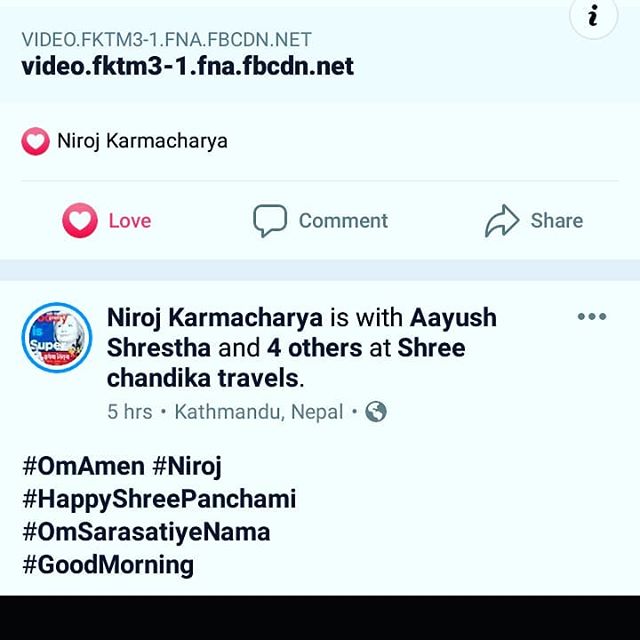 VIDEO.FKTM3-1.FNA.FBCDN.NET
video.fktm3-1.fna.fbcdn.net
Niroj Karmacharya
Love
Comment
Share
Niroj Karmacharya is with Aayush
Shrestha and 4 others at Shree
chandika travels.
5 hrs • Kathmandu, Nepal •
#OmAmen #Niroj
#HappyShreePanchami
#OmSarasatiyeNama
#GoodMorning